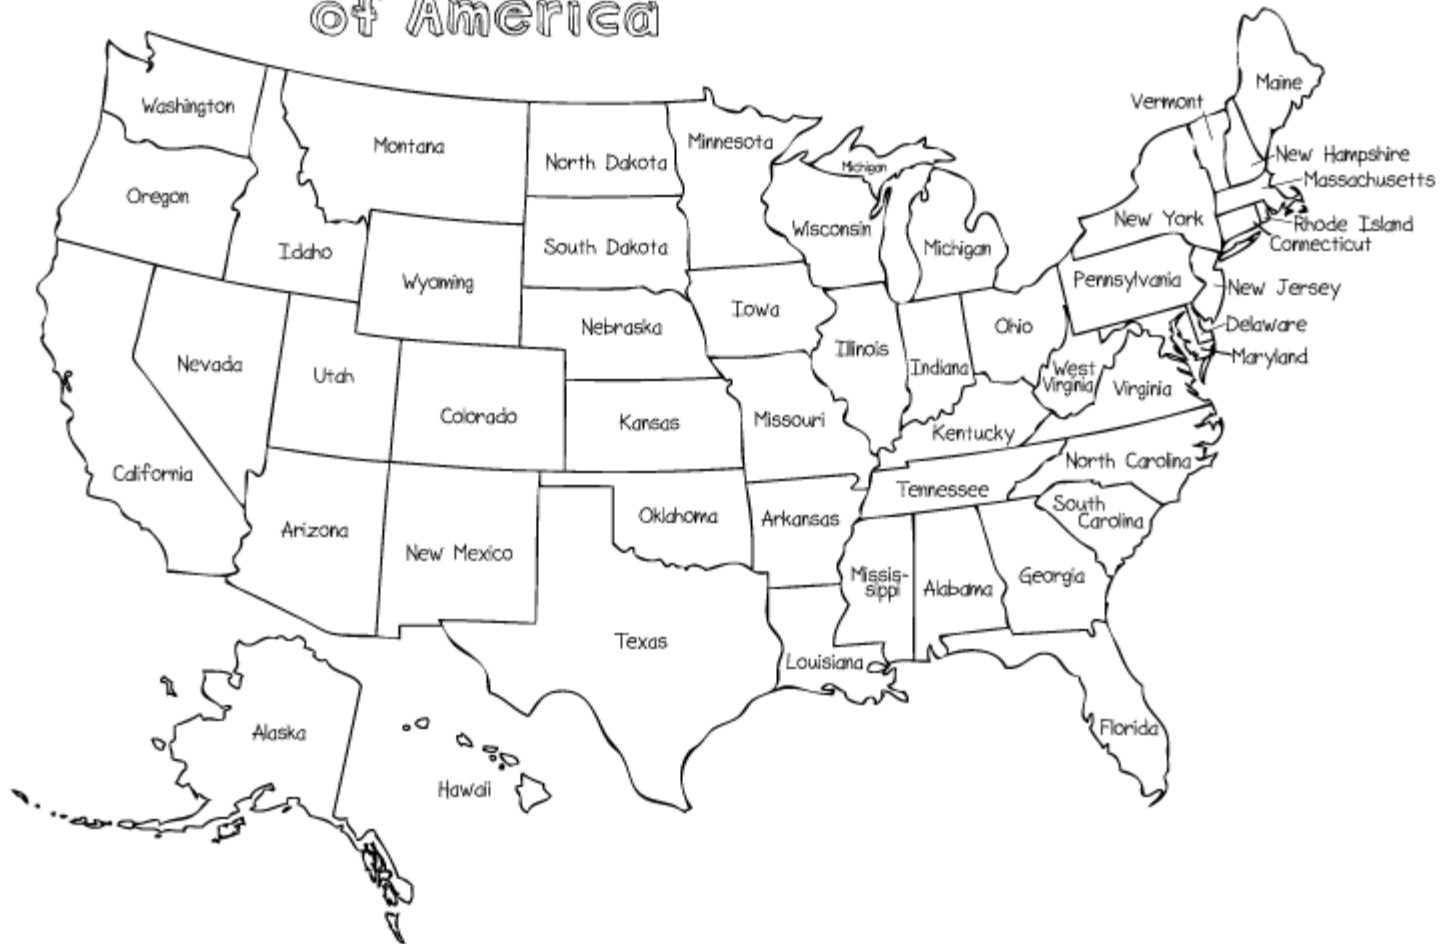 of America
Maine
Vermont
Washington
Minnesota
Montana
North Dakota
Michigan
New Hampshire
Massachusetts
Oregon
New York
Rhode Island
Wisconsin
Connecticut
South Dakota
Michigan
Idaho
Wyoming
Pennsylvania
New Jersey
Iowa
Nebraska
Ohio
Delaware
Illinois
Maryland
Nevada
Utah
Indiana
West
Virginia
Virginia
Colorado
Kansas
Missouri
Kentucky
California
North Carolina
Tennessee
South
Carolina
Oklahoma
Arkansas
Arizona
New Mexico
Missis-
sippi
Alabama
Georgia
Texas
Louisiana
Florida
Alaska
Hawaii